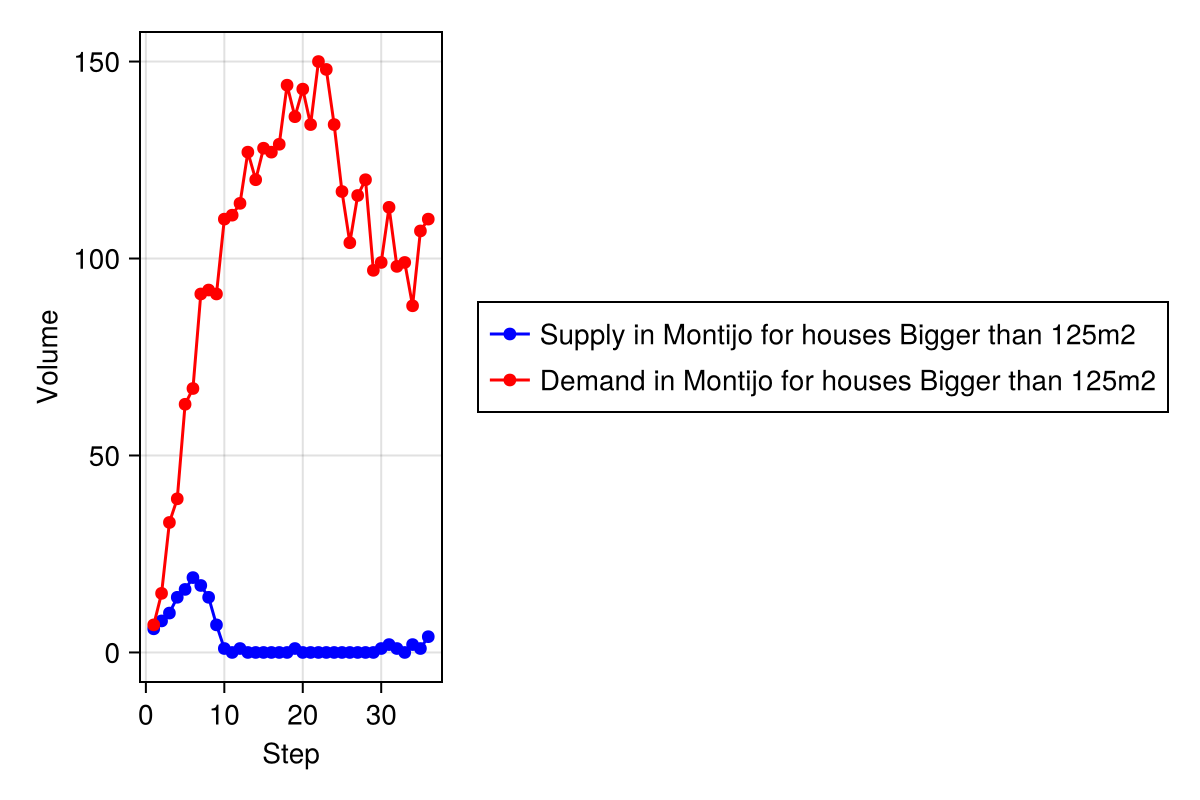 150
100
50
0
Volume
0 10 20 30
Step
Supply in Montijo for houses Bigger than 125m2
Demand in Montijo for houses Bigger than 125m2